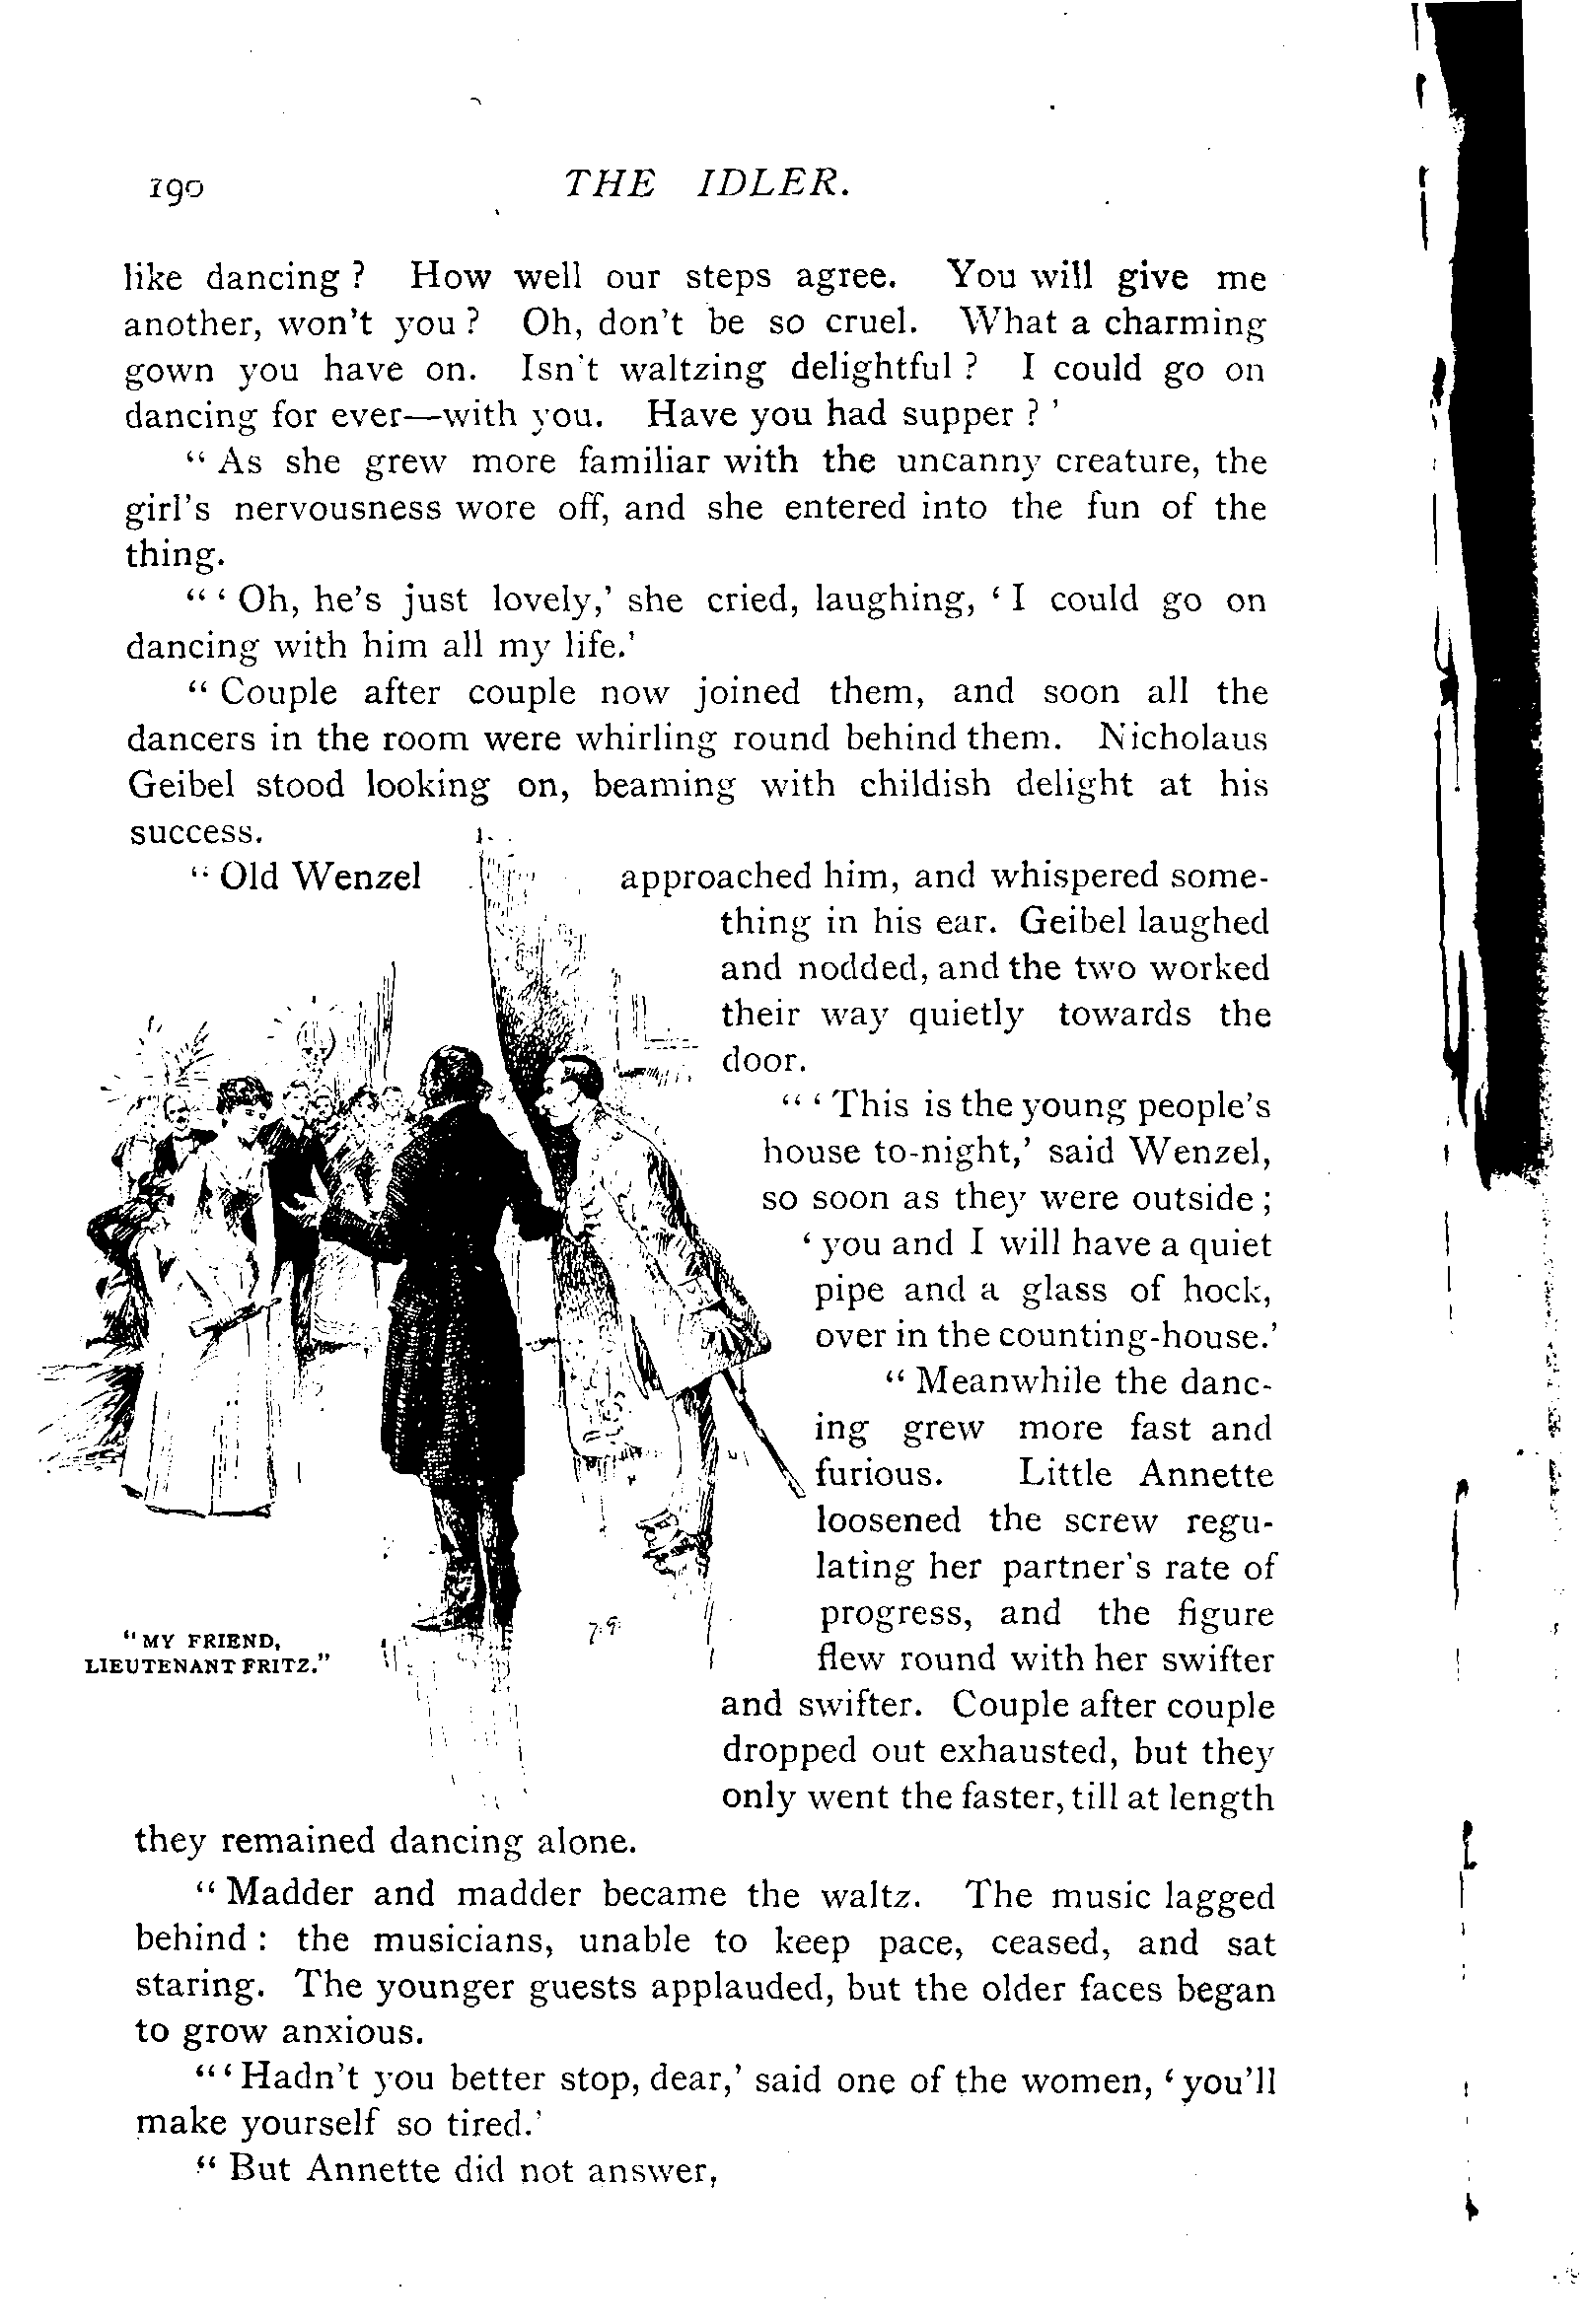 190
THE IDLER.
like dancing ? How well our steps agree. You will give me
another, won't you ? Oh, don't be so cruel. What a charming
gown you have on. Isn't waltzing delightful ? I could go on
dancing for ever—with you. Have you had supper ? '
“ As she grew more familiar with the uncanny creature, the
girl's nervousness wore off, and she entered into the fun of the
thing.
“ ‘ Oh, he's just lovely,’ she cried, laughing, ‘ I could go on
dancing with him all my life.’
“ Couple after couple now joined them, and soon all the
dancers in the room were whirling round behind them. Nicholaus
Geibel stood looking on, beaming with childish delight at his
success.
“ Old Wenzel approached him, and whispered some-
thing in his ear. Geibel laughed
and nodded, and the two worked
their way quietly towards the
door.
“ ‘ This is the young people's
house to-night,’ said Wenzel,
so soon as they were outside ;
‘ you and I will have a quiet
pipe and a glass of hock,
over in the counting-house.’
“ Meanwhile the danc-
ing grew more fast and
furious. Little Annette
loosened the screw regu-
lating her partner's rate of
progress, and the figure
flew round with her swifter
and swifter. Couple after couple
dropped out exhausted, but they
only went the faster, till at length
they remained dancing alone.
“MY FRIEND,
LIEUTENANT FRITZ.”
“ Madder and madder became the waltz. The music lagged
behind : the musicians, unable to keep pace, ceased, and sat
staring. The younger guests applauded, but the older faces began
to grow anxious.
“ ‘ Hadn't you better stop, dear,’ said one of the women, ‘ you'll
make yourself so tired.’
“ But Annette did not answer,